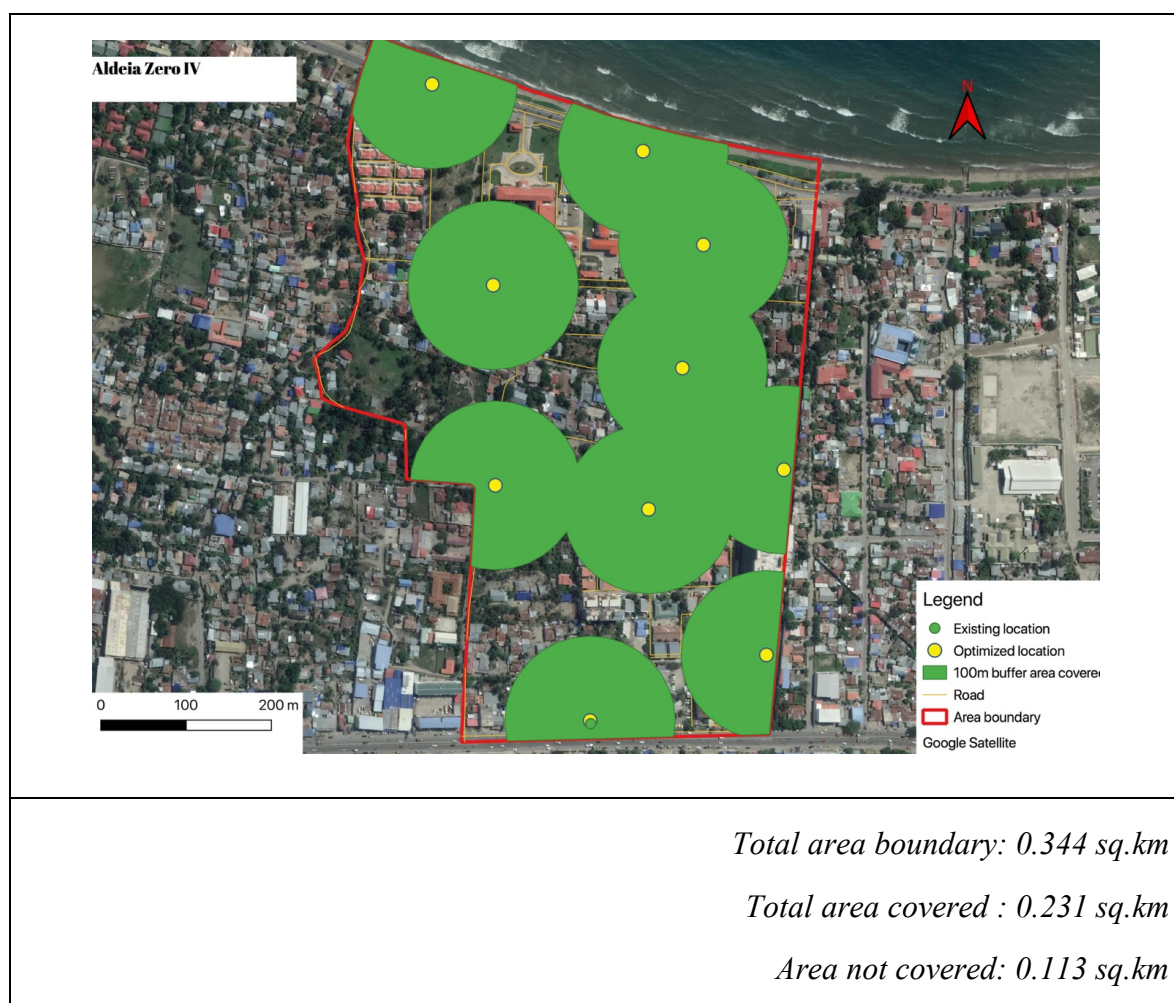 Aldeia Zero IV
N
Legend
Existing location
Optimized location
100m buffer area covere
Road
Area boundary
Google Satellite
0 100 200 m
Total area boundary: 0.344 sq.km
Total area covered : 0.231 sq.km
Area not covered: 0.113 sq.km